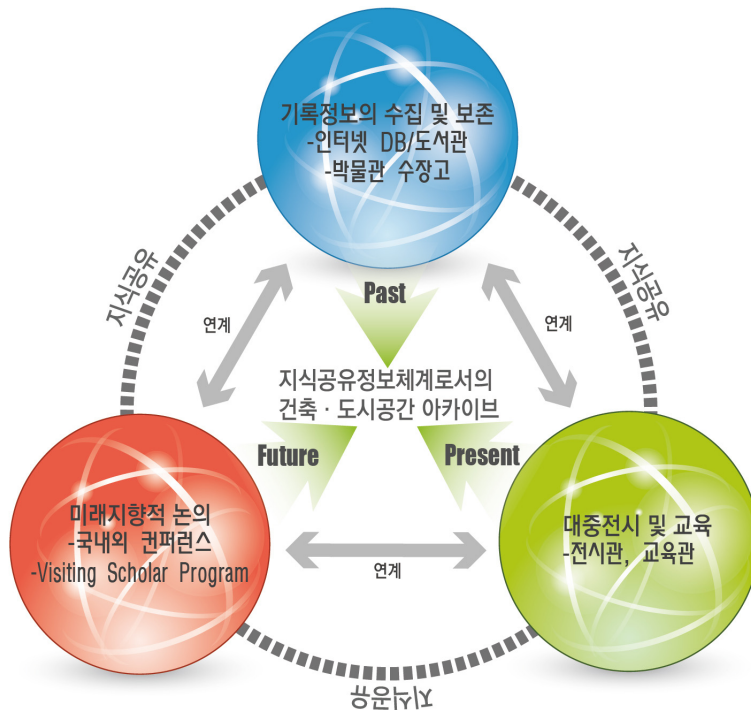 기록정보의 수집 및 보존
-인터넷 DB/도서관
-박물관 수장고
지식공유
지식공유
Past
연계
연계
지식공유정보체계로서의
건축·도시공간 아카이브
Future
Present
미래지향적 논의
-국내외 컨퍼런스
-Visiting Scholar Program
대중전시 및 교육
-전시관, 교육관
연계
지식공유